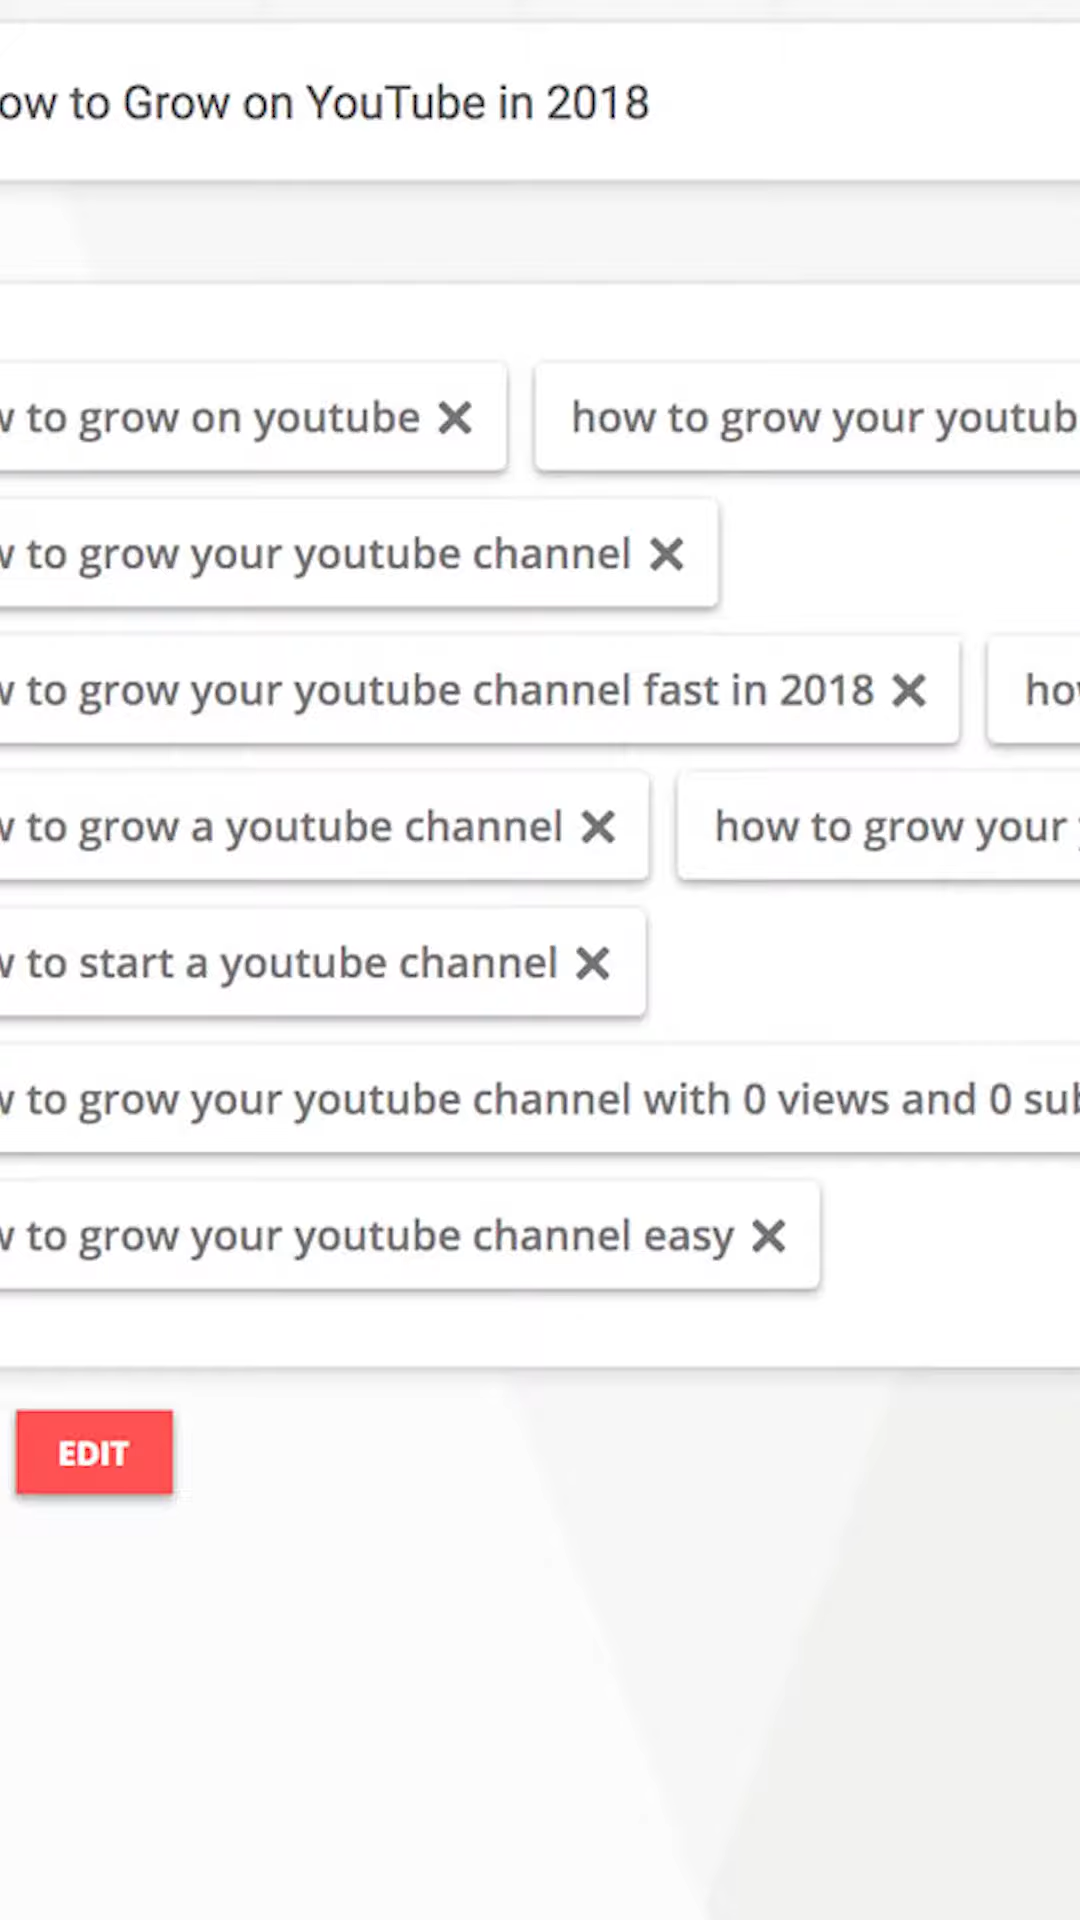 ow to Grow on YouTube in 2018
to grow on youtube how to grow your youtub
to grow your youtube channel
to grow your youtube channel fast in 2018
to grow a youtube channel how to grow your
to start a youtube channel
to grow your youtube channel with 0 views and 0 sub
to grow your youtube channel easy
EDIT